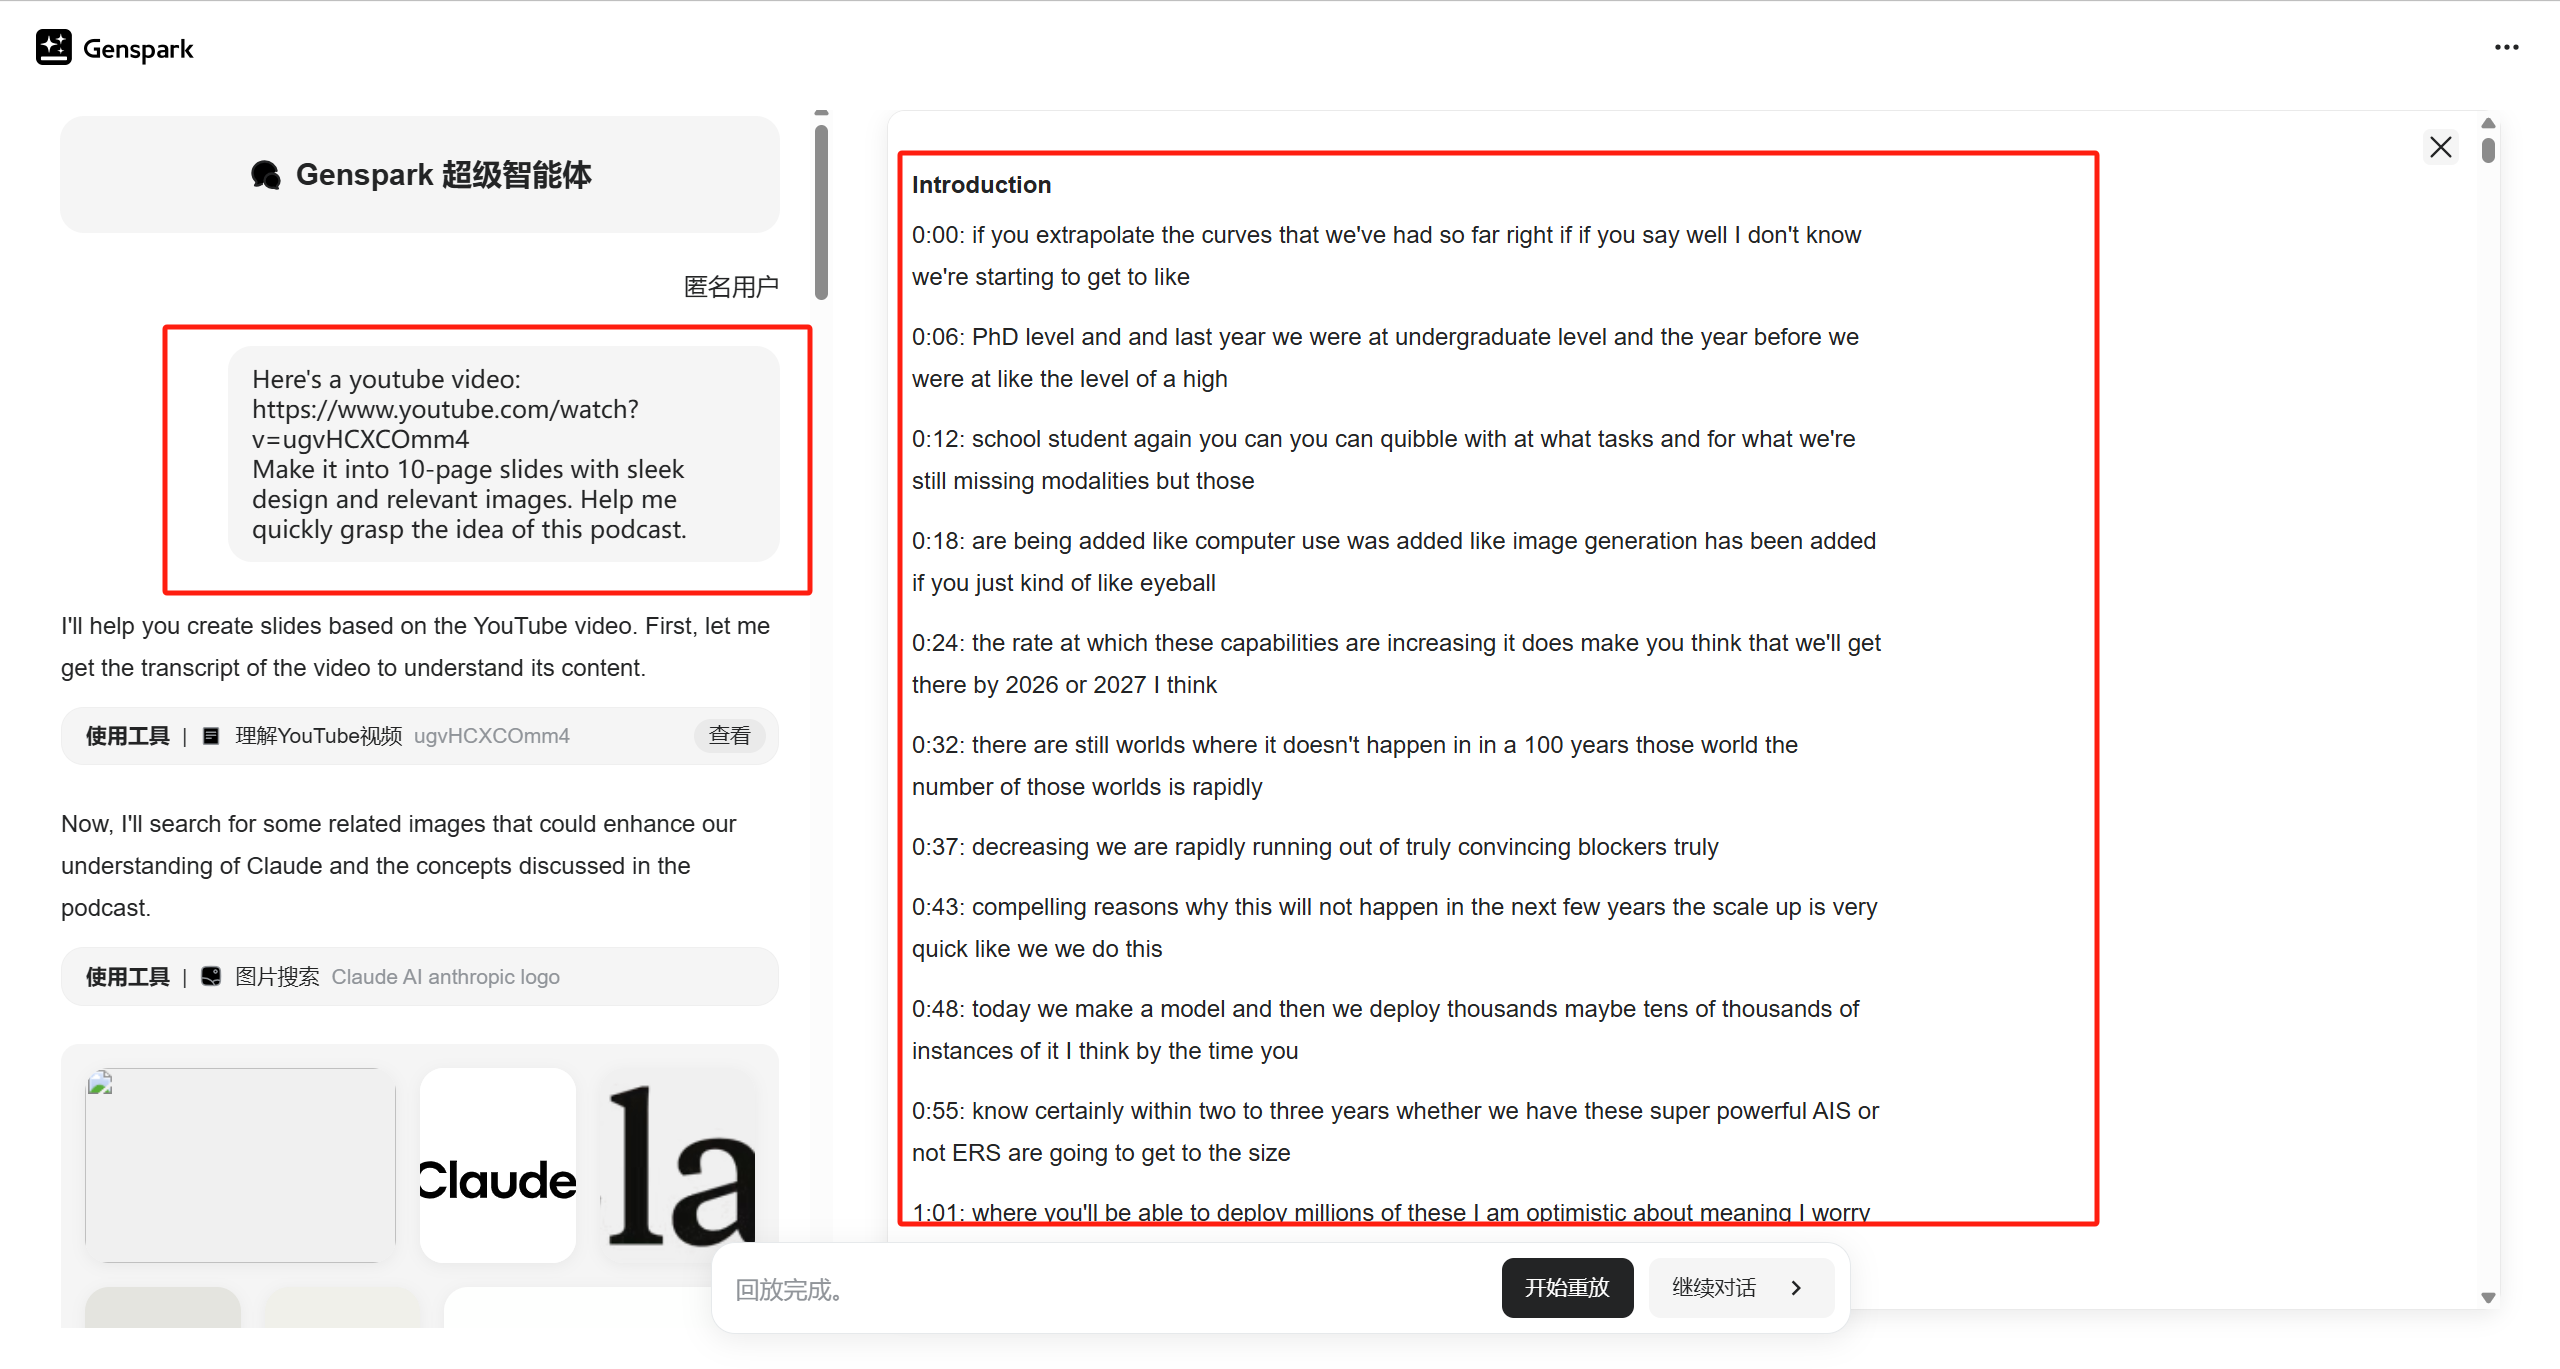 Genspark
Genspark 超级智能体
匿名用户
Here's a youtube video:
https://www.youtube.com/watch?
v=ugvHCXCOmm4
Make it into 10-page slides with sleek
design and relevant images. Help me
quickly grasp the idea of this podcast.
I'll help you create slides based on the YouTube video. First, let me
get the transcript of the video to understand its content.
使用工具 | 理解YouTube视频 ugvHCXCOmm4 查看
Now, I'll search for some related images that could enhance our
understanding of Claude and the concepts discussed in the
podcast.
使用工具 | 图片搜索 Claude AI anthropic logo
Claude
la
Introduction
0:00: if you extrapolate the curves that we've had so far right if if you say well I don't know
we're starting to get to like
0:06: PhD level and and last year we were at undergraduate level and the year before we
were at like the level of a high
0:12: school student again you can you can quibble with at what tasks and for what we're
still missing modalities but those
0:18: are being added like computer use was added like image generation has been added
if you just kind of like eyeball
0:24: the rate at which these capabilities are increasing it does make you think that we'll get
there by 2026 or 2027 I think
0:32: there are still worlds where it doesn't happen in in a 100 years those world the
number of those worlds is rapidly
0:37: decreasing we are rapidly running out of truly convincing blockers truly
0:43: compelling reasons why this will not happen in the next few years the scale up is very
quick like we we do this
0:48: today we make a model and then we deploy thousands maybe tens of thousands of
instances of it I think by the time you
0:55: know certainly within two to three years whether we have these super powerful AIS or
not ERS are going to get to the size
1:01: where you'll be able to deploy millions of these I am optimistic about meaning I worry
回放完成。
开始重放
继续对话